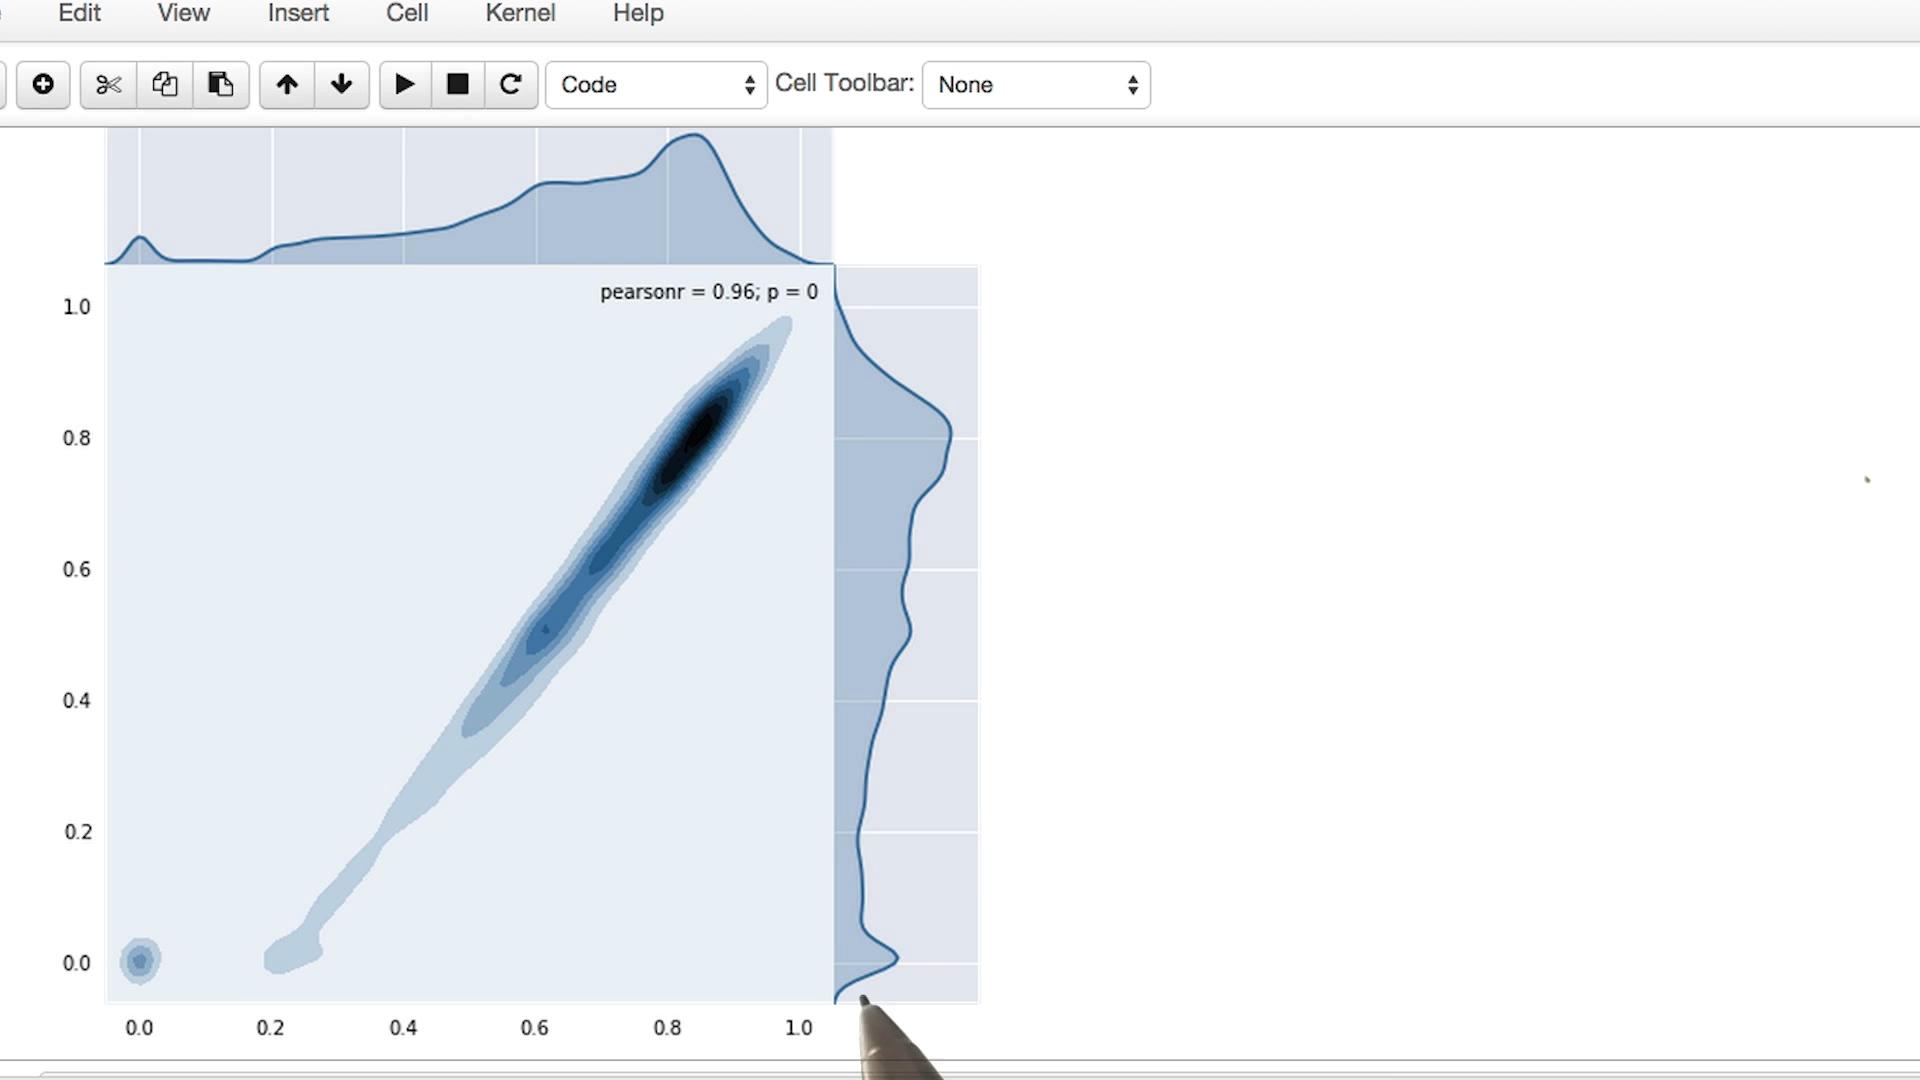 Edit View Insert Cell Kernel Help
Code Cell Toolbar: None
pearsonr = 0.96; p = 0
1.0
0.8
0.6
0.4
0.2
0.0
0.0 0.2 0.4 0.6 0.8 1.0